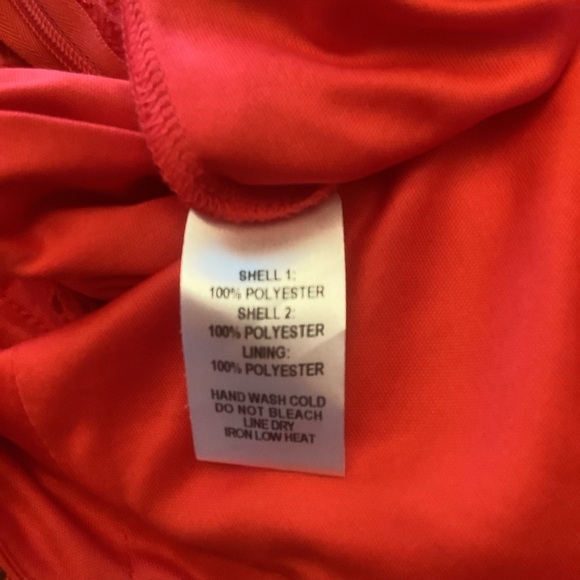 SHELL 1:
100% POLYESTER
SHELL 2:
100% POLYESTER
LINING:
100% POLYESTER
HAND WASH COLD
DO NOT BLEACH
LINE DRY
IRON LOW HEAT